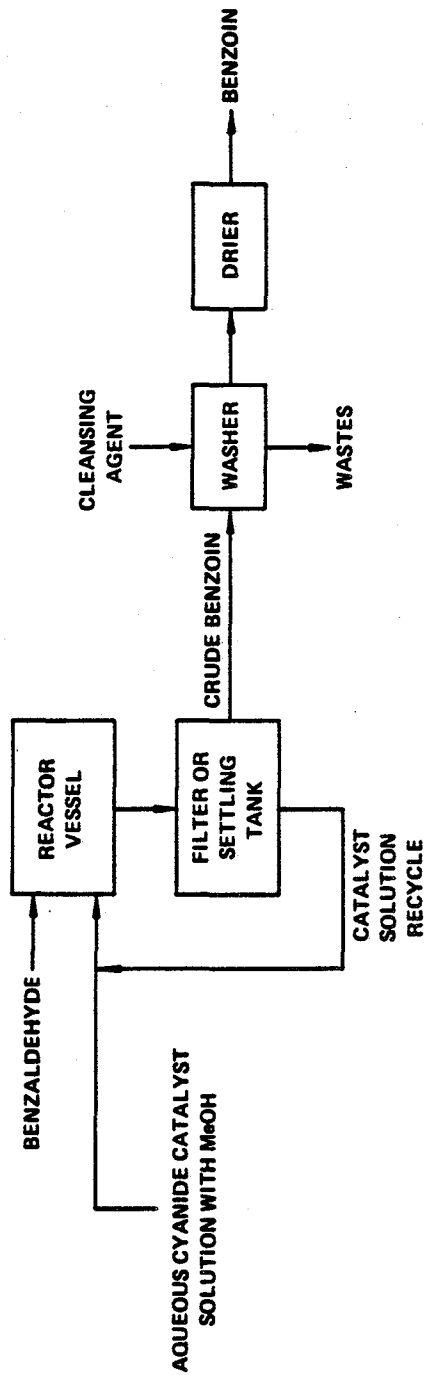 BENZALDEHYDE
AQUEOUS CYANIDE CATALYST
SOLUTION WITH MeOH
REACTOR
VESSEL
FILTER OR
SETTLING
TANK
CATALYST
SOLUTION
RECYCLE
CRUDE BENZOIN
CLEANSING
AGENT
WASHER
WASTES
DRIER
BENZOIN